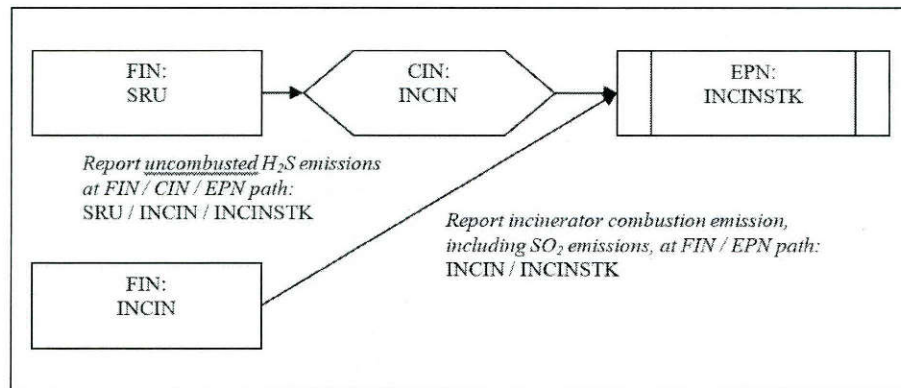 FIN:
SRU
CIN:
INCIN
EPN:
INCINSTK
Report uncombusted H₂S emissions
at FIN / CIN / EPN path:
SRU / INCIN / INCINSTK
Report incinerator combustion emission,
including SO₂ emissions, at FIN / EPN path:
INCIN / INCINSTK
FIN:
INCIN